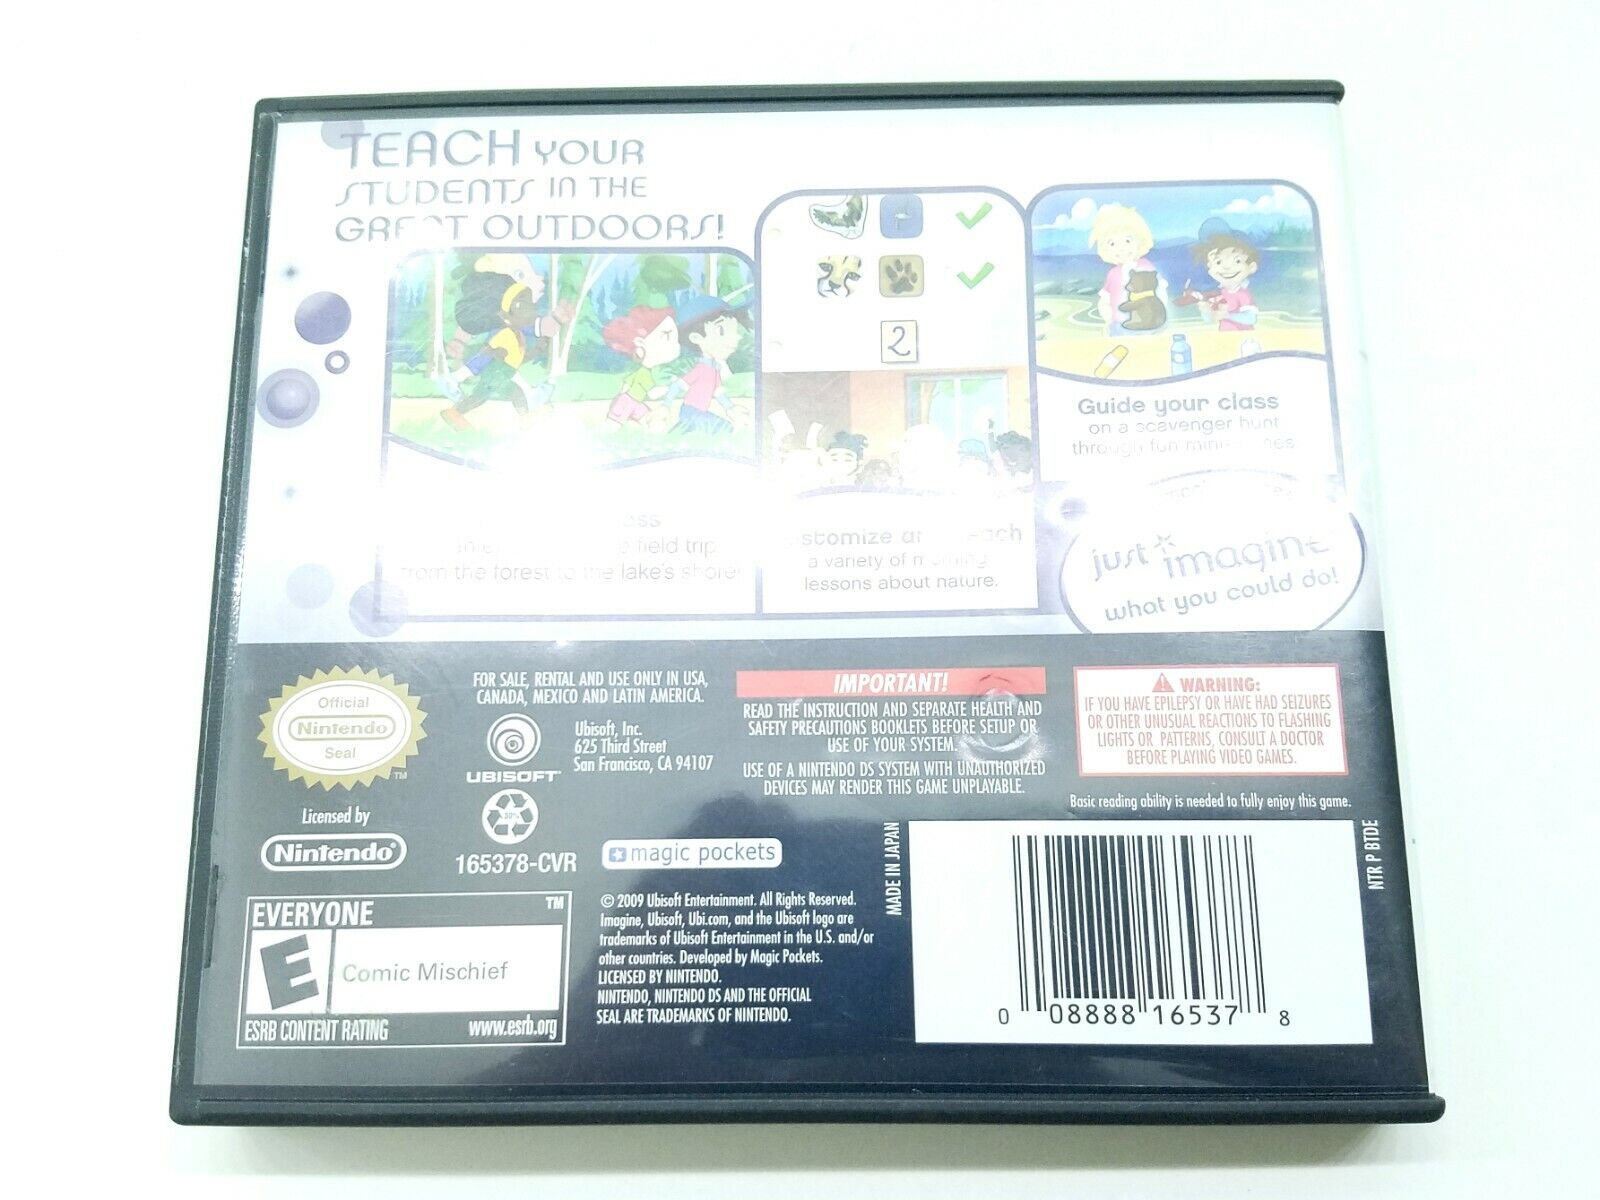 TEACH YOUR
STUDENTS IN THE
GREAT OUTDOORS!
2
field trip
from the forest to the lake's shore
a variety of morning
lessons about nature.
Guide your class
on a scavenger hunt
through fun
just imagine
what you could do!
Official
Nintendo
Seal
TM
Licensed by
Nintendo
FOR SALE, RENTAL AND USE ONLY IN USA,
CANADA, MEXICO AND LATIN AMERICA.
UBISOFT
Ubisoft, Inc.
625 Third Street
San Francisco, CA 94107
30%
165378-CVR
IMPORTANT!
READ THE INSTRUCTION AND SEPARATE HEALTH AND
SAFETY PRECAUTIONS BOOKLETS BEFORE SETUP OR
USE OF YOUR SYSTEM.
USE OF A NINTENDO DS SYSTEM WITH UNAUTHORIZED
DEVICES MAY RENDER THIS GAME UNPLAYABLE.
WARNING:
IF YOU HAVE EPILEPSY OR HAVE HAD SEIZURES
OR OTHER UNUSUAL REACTIONS TO FLASHING
LIGHTS OR PATTERNS, CONSULT A DOCTOR
BEFORE PLAYING VIDEO GAMES.
Basic reading ability is needed to fully enjoy this game.
magic pockets
© 2009 Ubisoft Entertainment. All Rights Reserved.
Imagine, Ubisoft, Ubi.com, and the Ubisoft logo are
trademarks of Ubisoft Entertainment in the U.S. and/or
other countries. Developed by Magic Pockets.
LICENSED BY NINTENDO.
NINTENDO, NINTENDO DS AND THE OFFICIAL
SEAL ARE TRADEMARKS OF NINTENDO.
EVERYONE TM
E
Comic Mischief
ESRB CONTENT RATING www.esrb.org
MADE IN JAPAN
NTR P BTDE
0 08888 16537 8